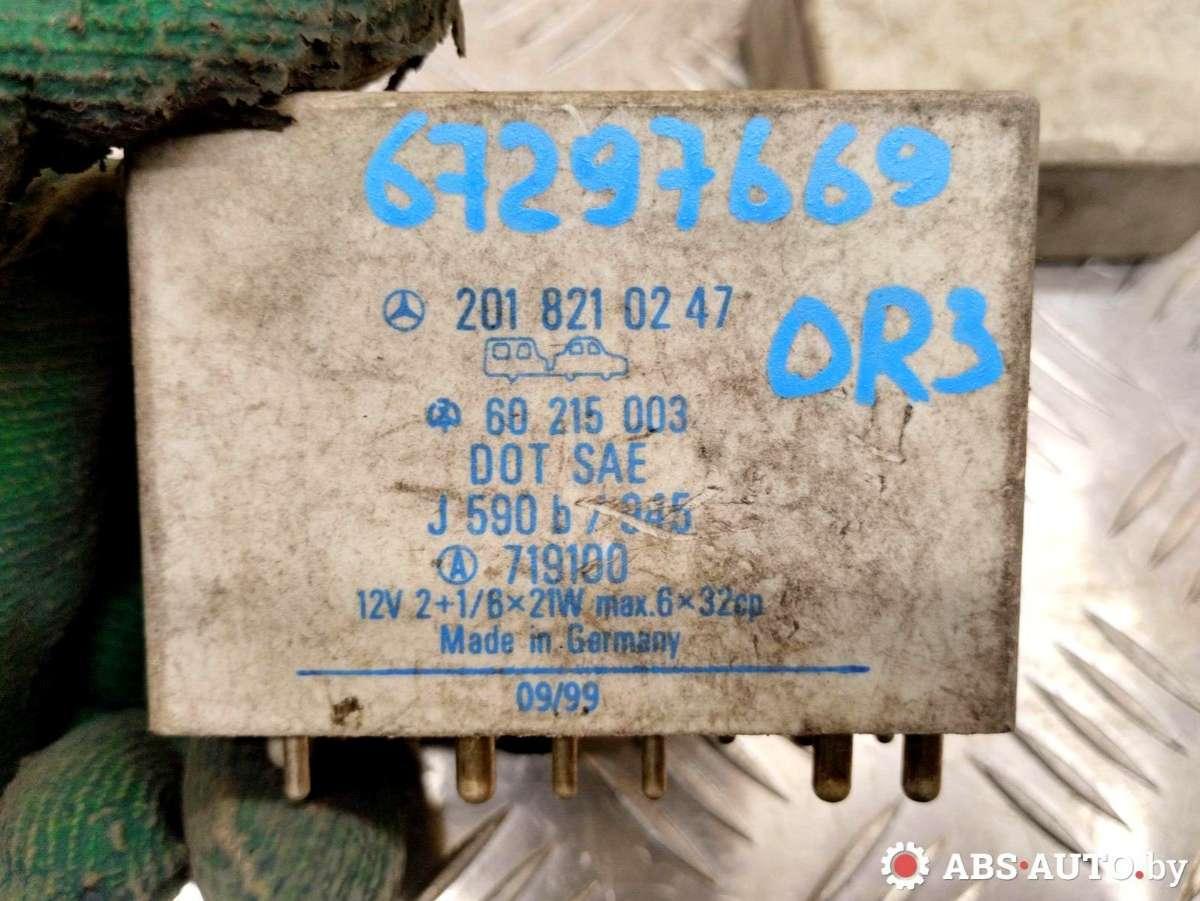 67297669
201 821 02 47
OR3
60 215 003
DOT SAE
J 590 b / 945
A 719100
12V 2+1/6×21W max.6×32cp
Made in Germany
09/99
ABS-AUTO.by